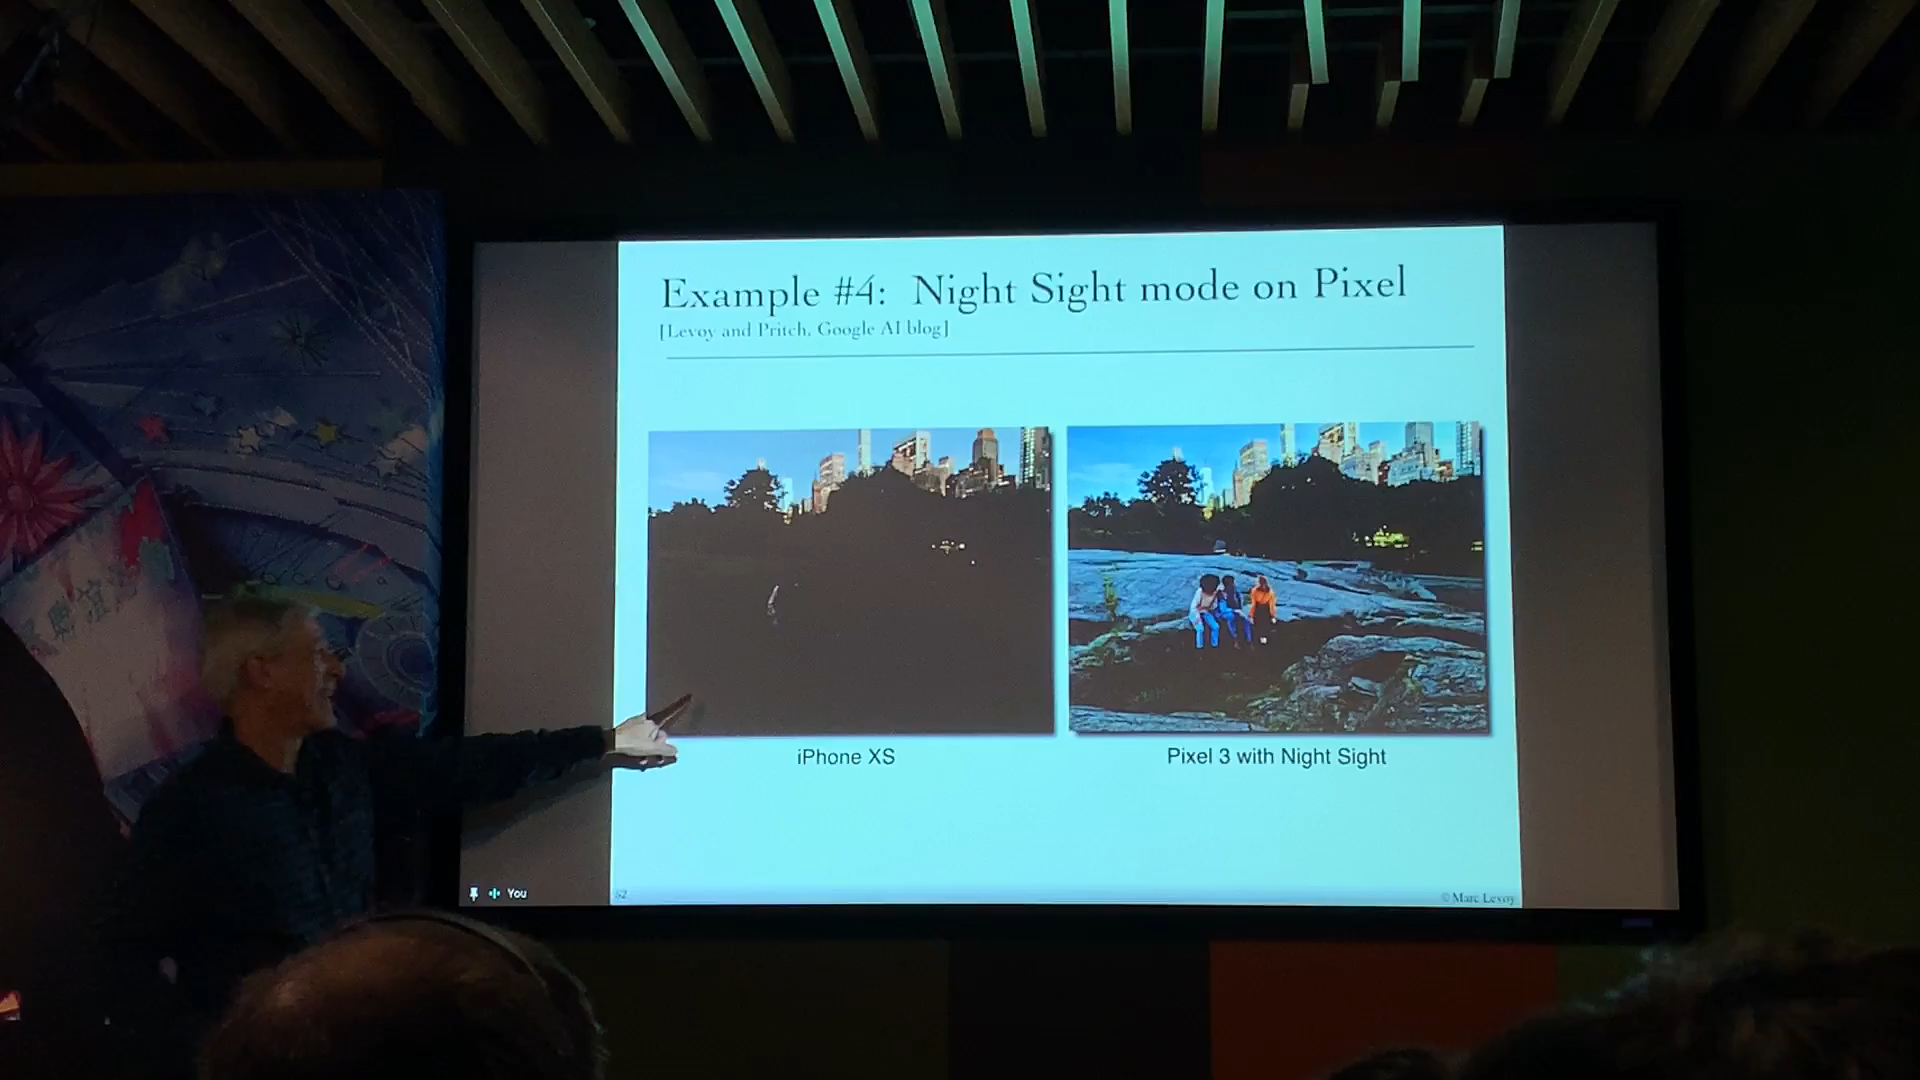 Example #4: Night Sight mode on Pixel
[Levoy and Pritch, Google AI blog]
iPhone XS
Pixel 3 with Night Sight
You
52
© Marc Levoy